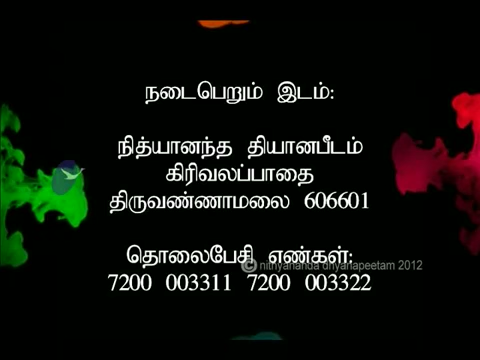 நடைபெறும் இடம்:
நித்யானந்த தியானபீடம்
கிரிவலப்பாதை
திருவண்ணாமலை 606601
தொலைபேசி எண்கள்:
© nithyananda dhyanapeetam 2012
7200 003311 7200 003322